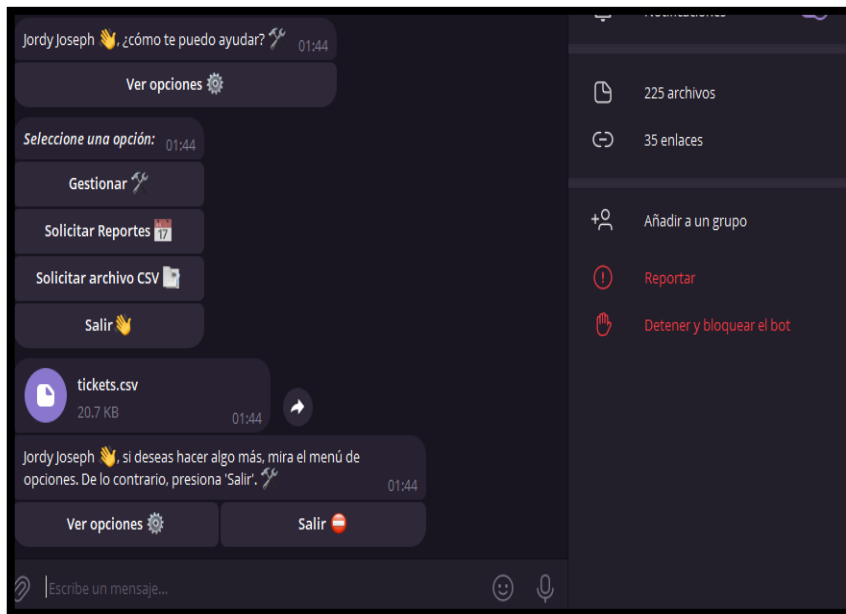 Jordy Joseph 👋, ¿cómo te puedo ayudar? 🛠 01:44
Ver opciones ⚙
Seleccione una opción: 01:44
Gestionar 🛠
Solicitar Reportes 📅
Solicitar archivo CSV 📑
Salir 👋
tickets.csv
20.7 KB 01:44
Jordy Joseph 👋, si deseas hacer algo más, mira el menú de
opciones. De lo contrario, presiona 'Salir'. 🛠 01:44
Ver opciones ⚙ Salir ⛔
Escribe un mensaje...
Notificaciones
225 archivos
35 enlaces
Añadir a un grupo
Reportar
Detener y bloquear el bot